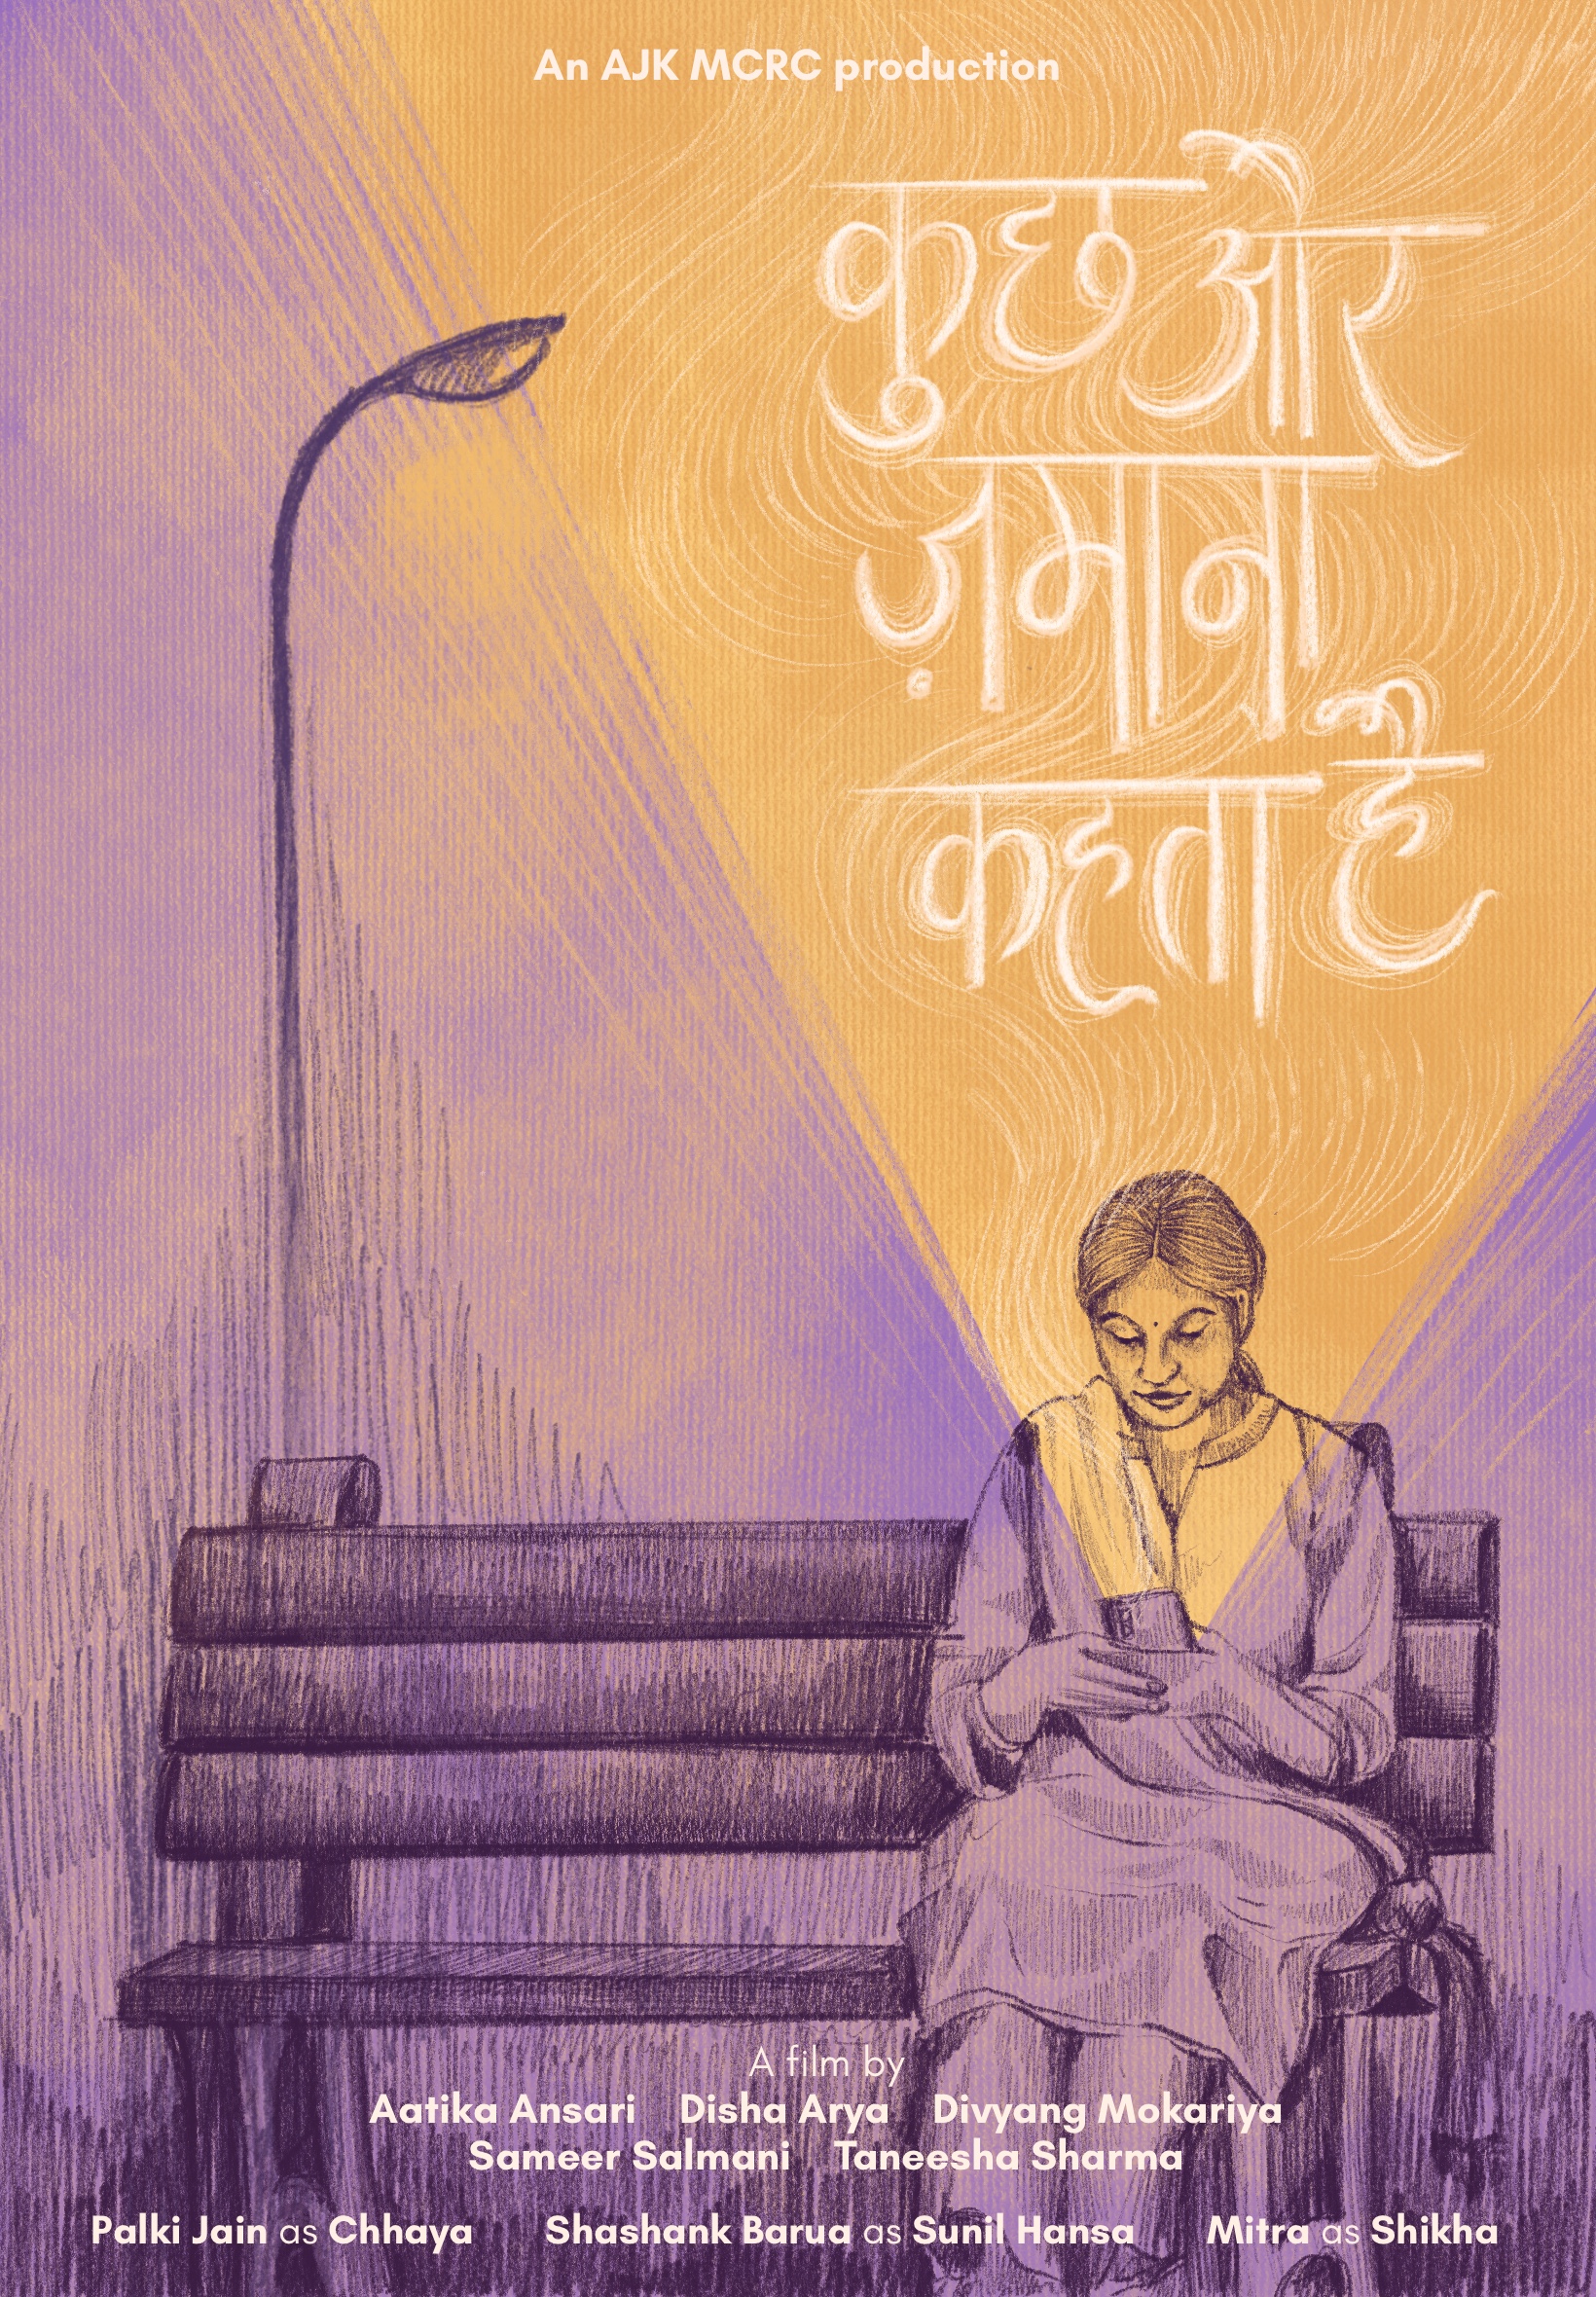 An AJK MCRC production
कुछ और
ज़माना
कहता है
A film by
Aatika Ansari Disha Arya Divyang Mokariya
Sameer Salmani Taneesha Sharma
Palki Jain as Chhaya Shashank Barua as Sunil Hansa Mitra as Shikha